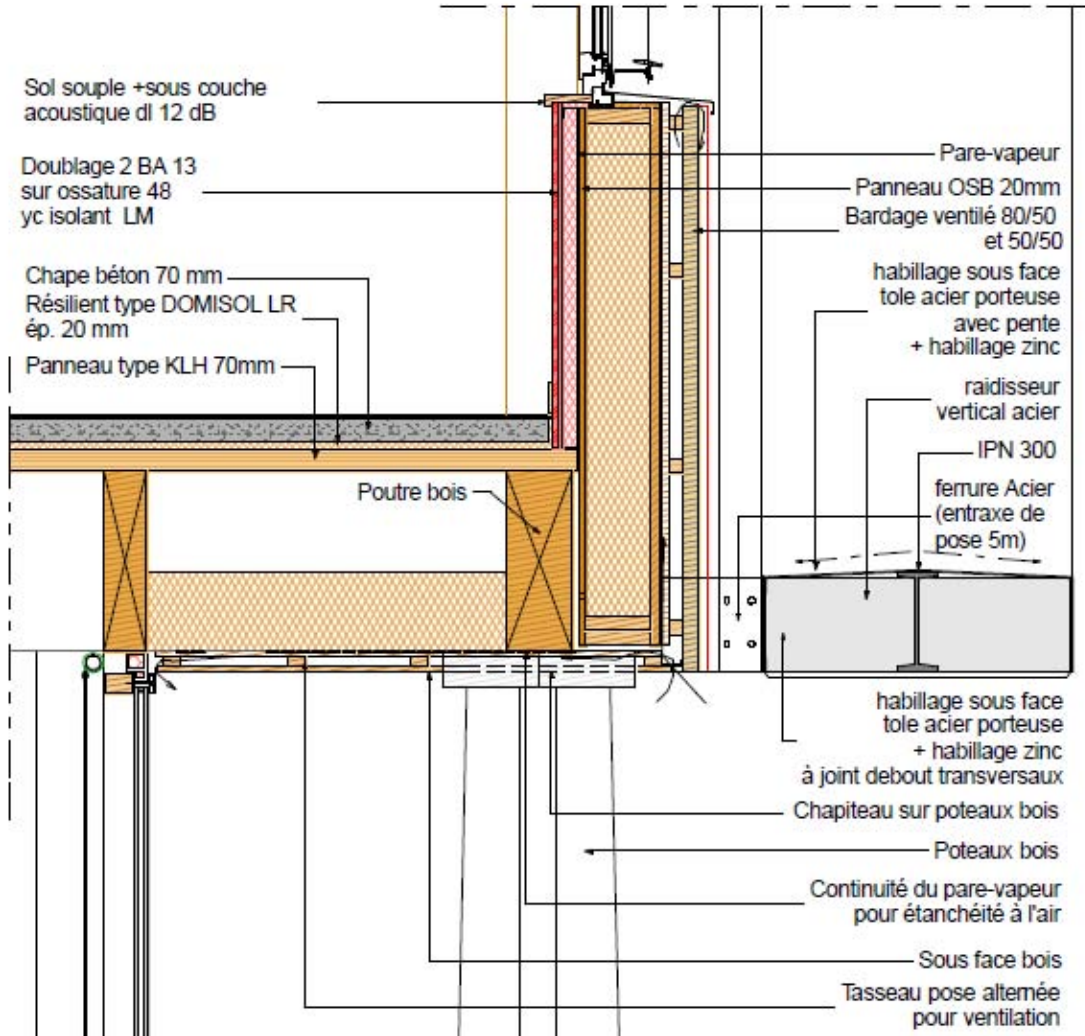 Sol souple +sous couche
acoustique dl 12 dB
Doublage 2 BA 13
sur ossature 48
yc isolant LM
Chape béton 70 mm
Résilient type DOMISOL LR
ép. 20 mm
Panneau type KLH 70mm
Poutre bois
Pare-vapeur
Panneau OSB 20mm
Bardage ventilé 80/50
et 50/50
habillage sous face
tole acier porteuse
avec pente
+ habillage zinc
raidisseur
vertical acier
IPN 300
ferrure Acier
(entraxe de
pose 5m)
habillage sous face
tole acier porteuse
+ habillage zinc
à joint debout transversaux
Chapiteau sur poteaux bois
Poteaux bois
Continuité du pare-vapeur
pour étanchéité à l'air
Sous face bois
Tasseau pose alternée
pour ventilation